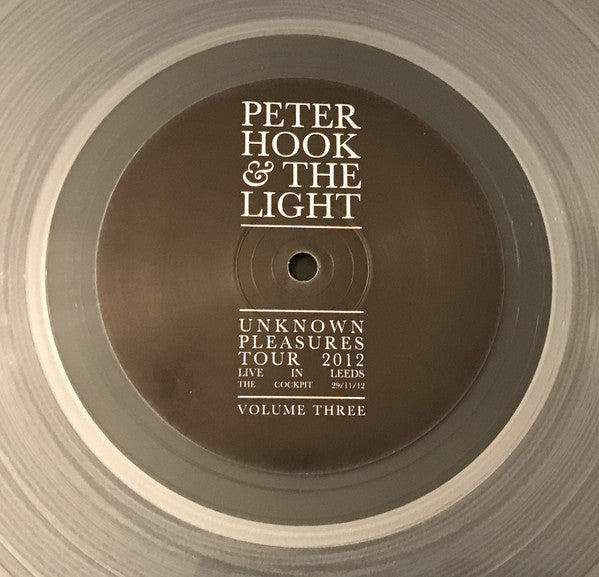 PETER
HOOK
& THE
LIGHT
UNKNOWN
PLEASURES
TOUR 2012
LIVE IN LEEDS
THE COCKPIT 29/11/12
VOLUME THREE